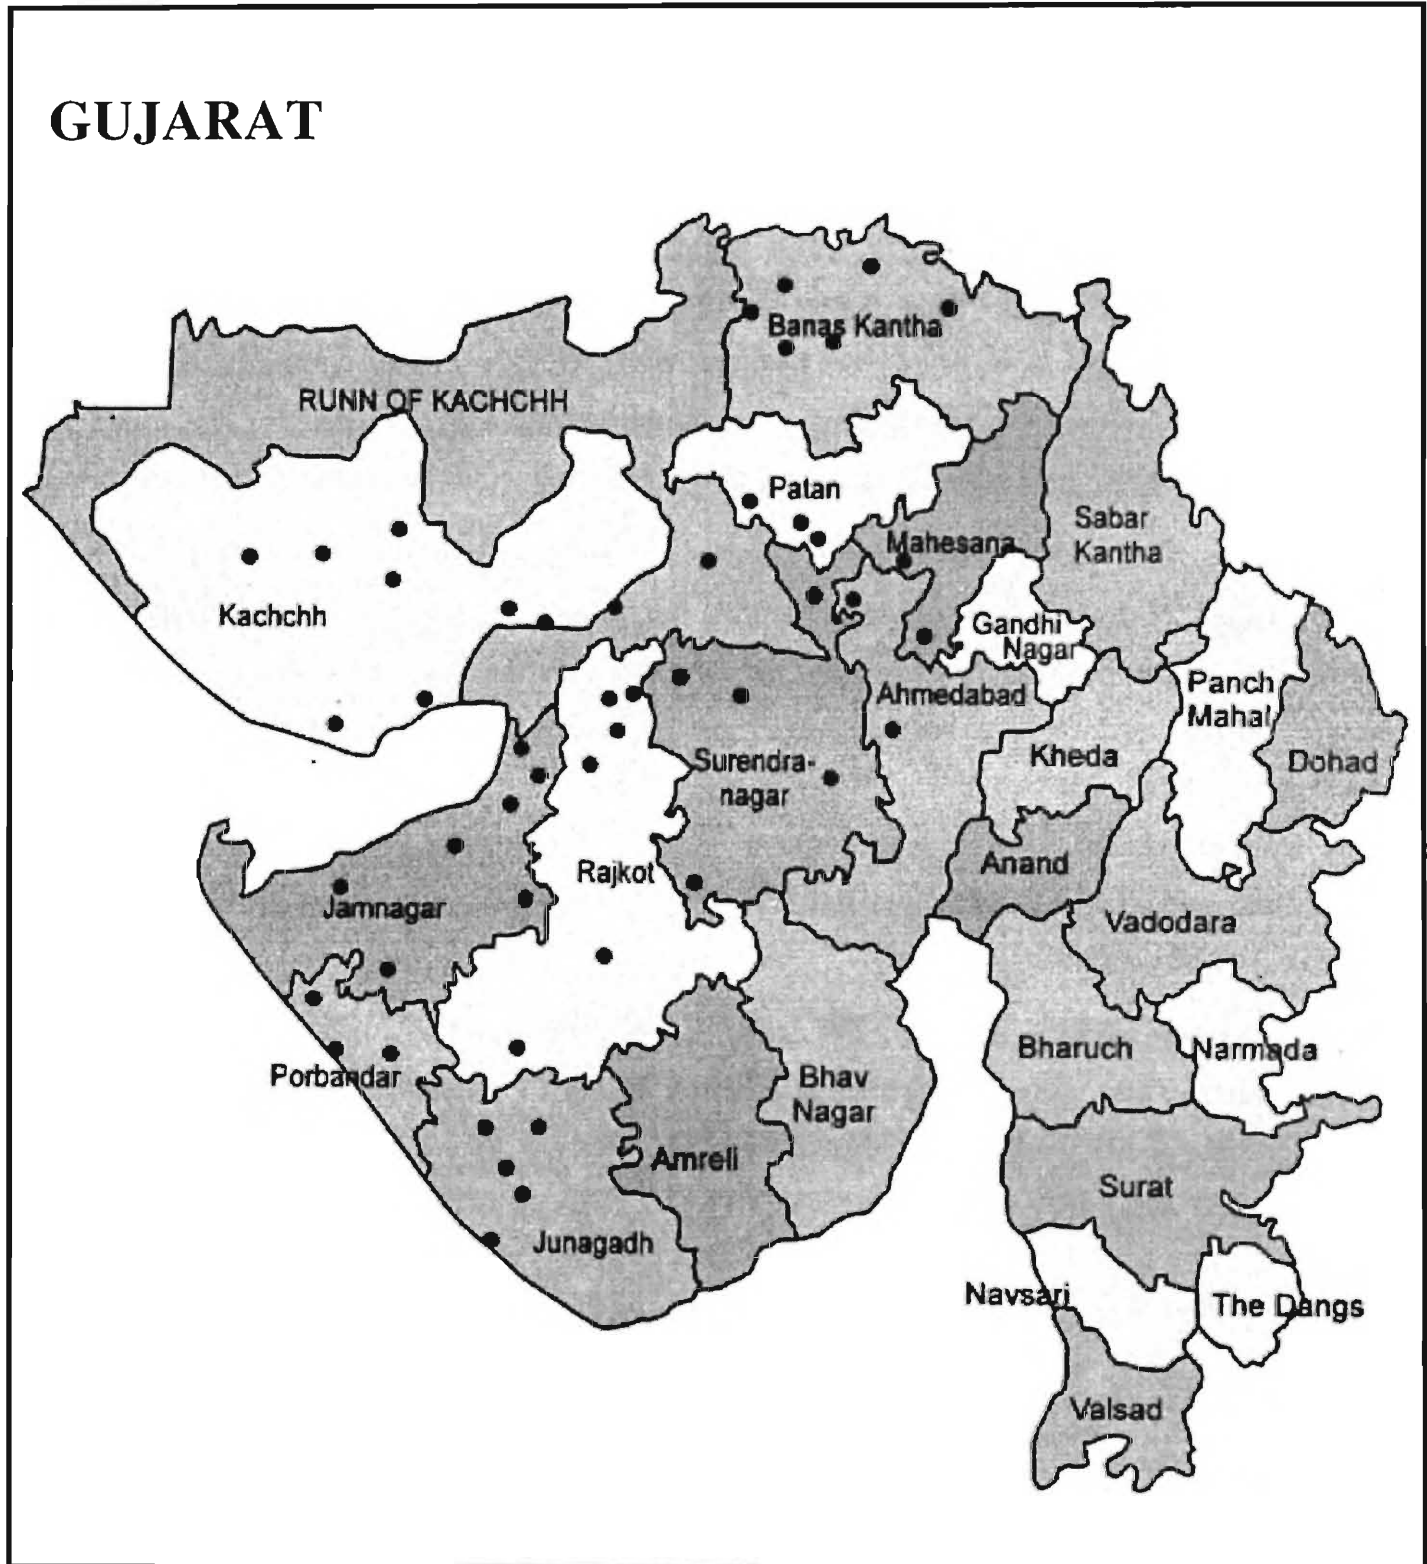 GUJARAT
Banas Kantha
RUNN OF KACHCHH
Patan
Sabar
Kantha
Mahesana
Kachchh
Gandhi
Nagar
Panch
Mahal
Ahmedabad
Kheda
Dohad
Surendra-
nagar
Anand
Rajkot
Jamnagar
Vadodara
Bharuch
Narmada
Porbandar
Bhav
Nagar
Amreli
Surat
Junagadh
Navsari
The Dangs
Valsad